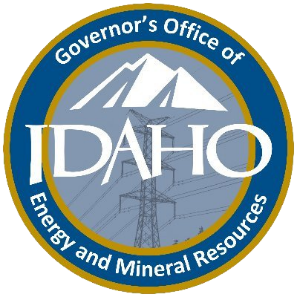 Governor's Office of
IDAHO
Energy and Mineral Resources